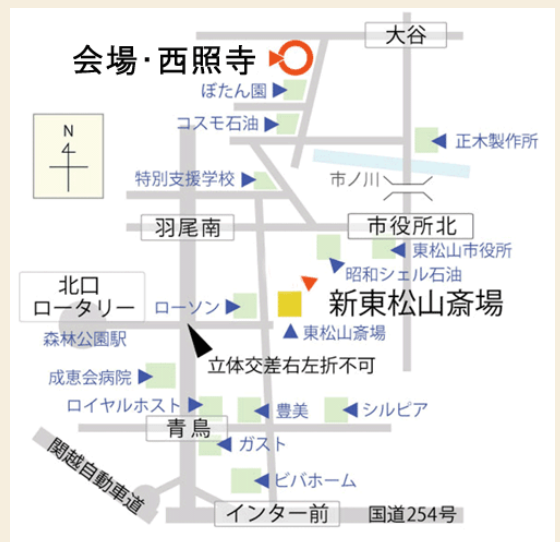 大谷
会場・西照寺
ぼたん園
コスモ石油
N
正木製作所
特別支援学校
市ノ川
羽尾南
市役所北
東松山市役所
昭和シェル石油
北口
ロータリー
ローソン
新東松山斎場
森林公園駅
東松山斎場
立体交差右左折不可
成恵会病院
ロイヤルホスト
豊美
シルピア
青鳥
ガスト
関越自動車道
ビバホーム
インター前
国道254号